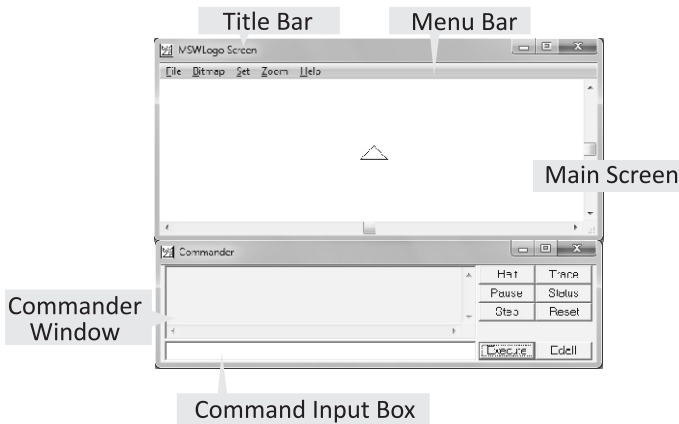 Title Bar
Menu Bar
MSWLogo Screen
File Bitmap Set Zoom Help
Main Screen
Commander
Halt Trace
Pause Status
Step Reset
Commander
Window
Execute Edall
Command Input Box